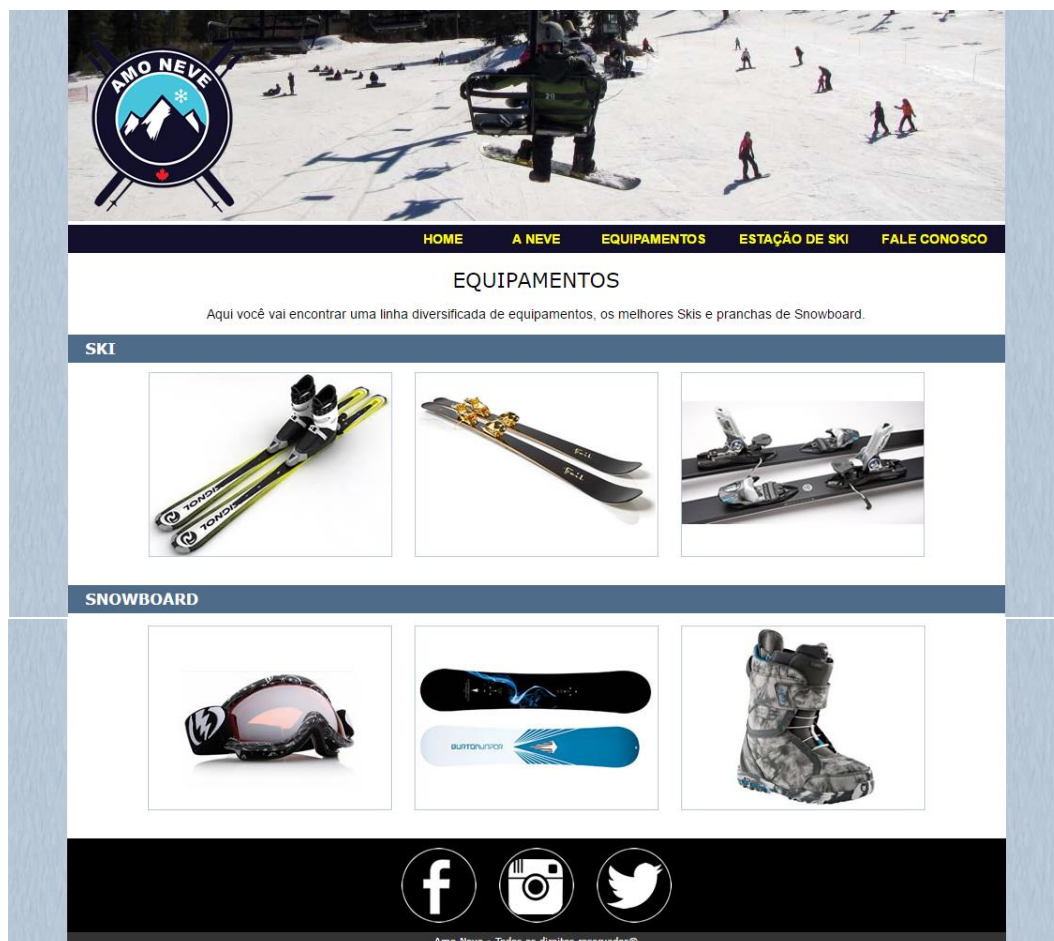 AMO NEVE
HOME A NEVE EQUIPAMENTOS ESTAÇÃO DE SKI FALE CONOSCO
EQUIPAMENTOS
Aqui você vai encontrar uma linha diversificada de equipamentos, os melhores Skis e pranchas de Snowboard.
SKI
SNOWBOARD
BURTON